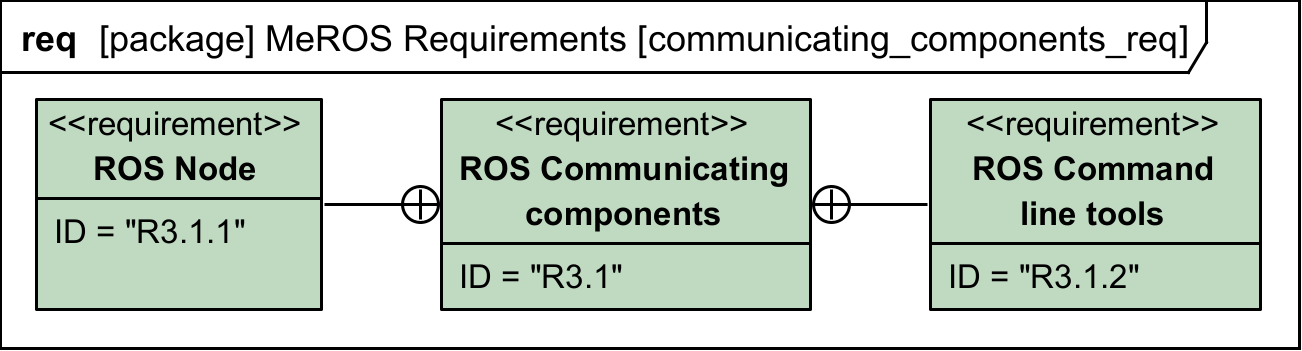 req [package] MeROS Requirements [communicating_components_req]
<<requirement>>
ROS Node
ID = "R3.1.1"
<<requirement>>
ROS Communicating
components
ID = "R3.1"
<<requirement>>
ROS Command
line tools
ID = "R3.1.2"